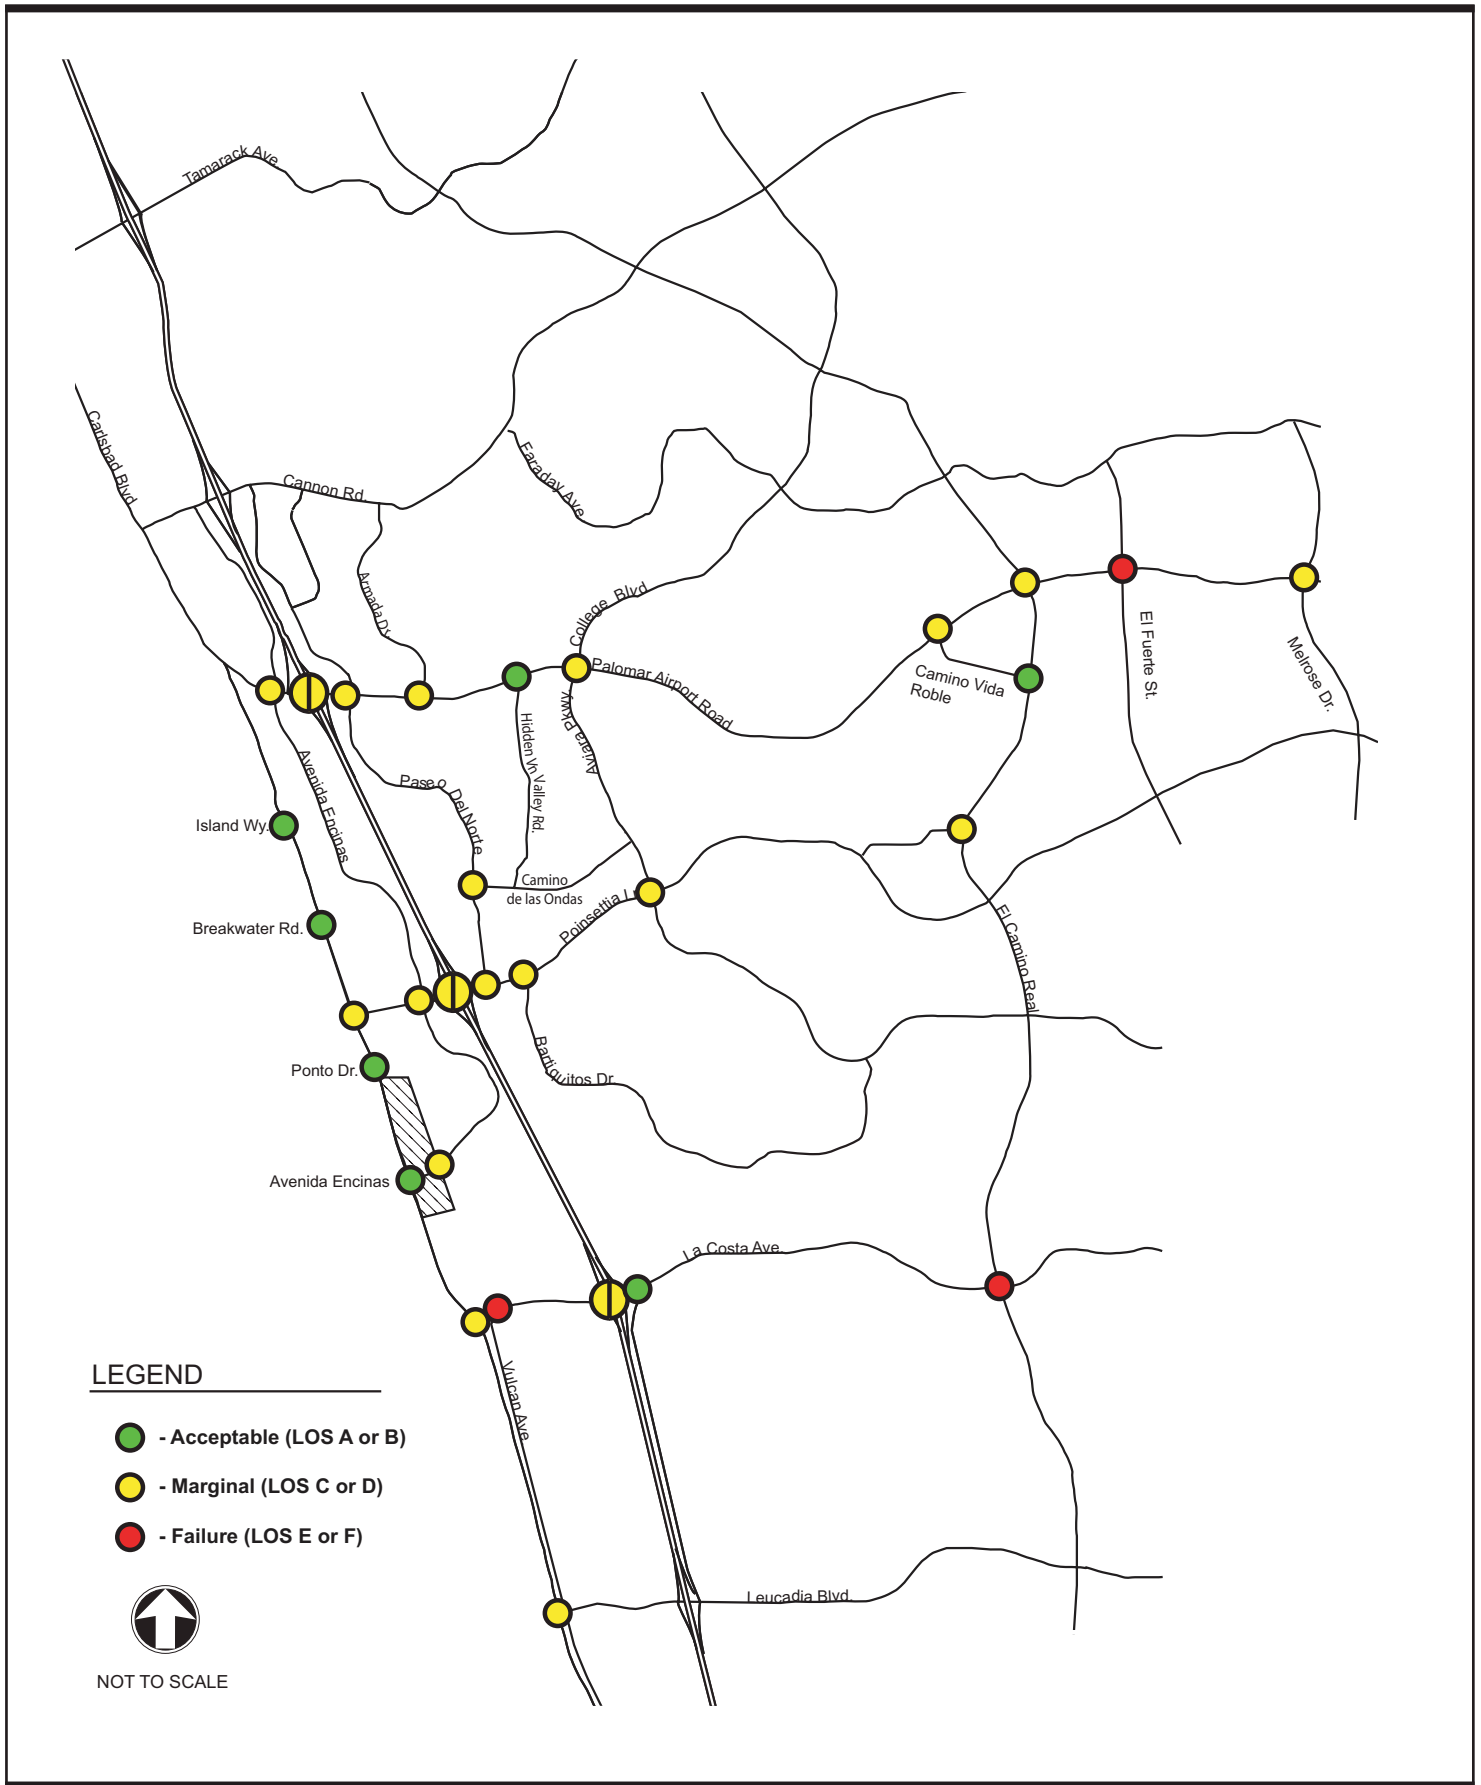 Tamarack Ave.
Carlsbad Blvd
Cannon Rd.
Faraday Ave
Armada Dr.
College Blvd
Palomar Airport Road
Camino Vida
Roble
El Fuerte St.
Melrose Dr.
Hidden Vn Valley Rd.
Aviara Pkwy.
Avenida Encinas
Paseo Del Norte
Island Wy.
Camino
de las Ondas
Poinsettia L
Breakwater Rd.
El Camino Real
Ponto Dr.
Bartiquitos Dr
Avenida Encinas
La Costa Ave.
Vulcan Ave
LEGEND
- Acceptable (LOS A or B)
- Marginal (LOS C or D)
- Failure (LOS E or F)
Leucadia Blvd.
NOT TO SCALE